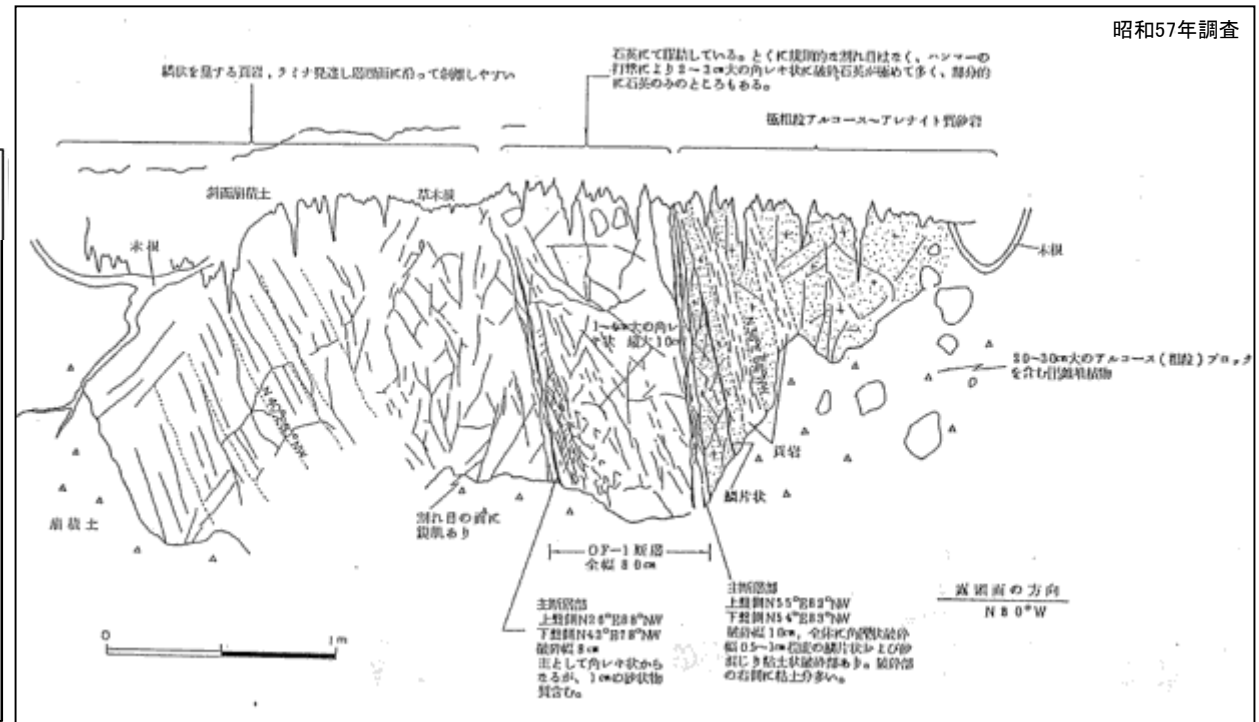 昭和57年調査
鱗状を呈する頁岩,ラミナ発達し層理面に沿って剥離しやすい
石英にて膠結している。とくに規則的な割れ目はなく,ハンマーの
打撃により2~3cm大の角レキ状に破砕石英が極めて多く,部分的
に石英のみのところもある。
極粗粒アルコース~アレナイト質砂岩
斜面崩積土
草木根
木根
木根
1~4cm大の角レ
キ状 最大10cm
20~30cm大のアルコース(粗粒)ブロック
を含む
頁岩
鱗片状
崩積土
割れ目の面に
鏡肌あり
OF-1断層
全幅80cm
主断層部
上盤側N26°E88°NW
下盤側N43°E78°NW
破砕幅8cm
主として角レキ状から
なるが,1cmの砂状物
質含む。
主断層部
上盤側N55°E82°NW
下盤側N54°E83°NW
破砕幅10cm,全体に角礫状破砕
幅0.5~1cm程度の鱗片状および砂
混じり粘土状破砕部あり。破砕部
の右側に粘土分多い。
露頭面の方向
N80°W
0
1m